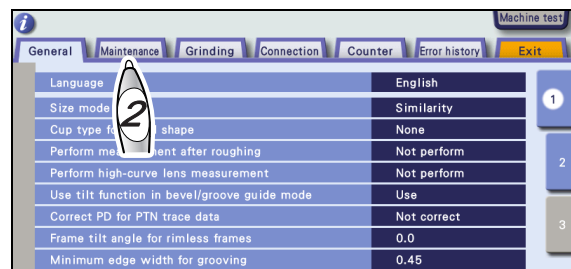 i
Machine test
General Maintenance Grinding Connection Counter Error history Exit
Language English
Size mode Similarity
Cup type fo shape None
Perform me ent after roughing Not perform
Perform high-curve lens measurement Not perform
Use tilt function in bevel/groove guide mode Use
Correct PD for PTN trace data Not correct
Frame tilt angle for rimless frames 0.0
Minimum edge width for grooving 0.45
1
2
3
2